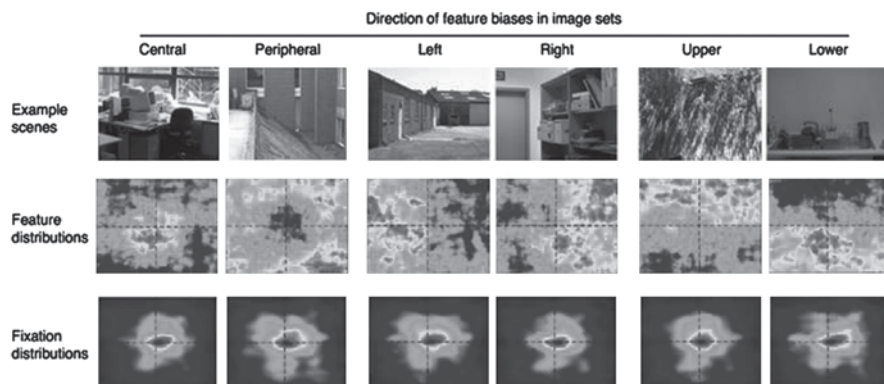 Direction of feature biases in image sets
Central Peripheral Left Right Upper Lower
Example
scenes
Feature
distributions
Fixation
distributions